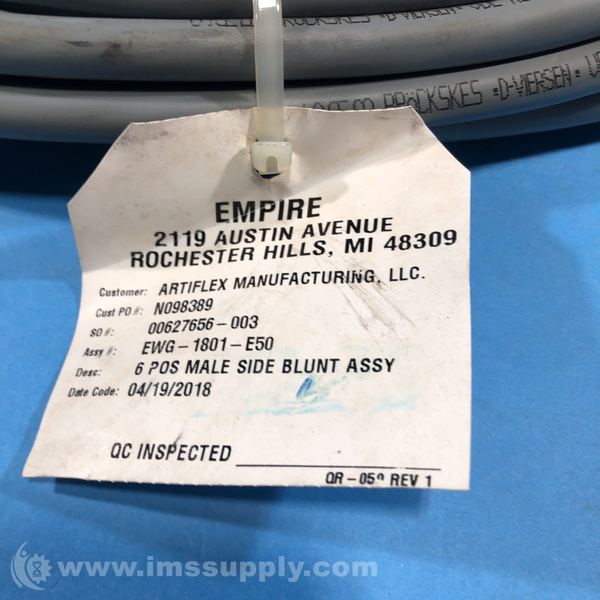 BRÖCKSKES · D-VIERSEN ·
EMPIRE
2119 AUSTIN AVENUE
ROCHESTER HILLS, MI 48309
Customer: ARTIFLEX MANUFACTURING, LLC.
Cust PO #: N098389
SO #: 00627656-003
Assy #: EWG-1801-E50
Desc: 6 POS MALE SIDE BLUNT ASSY
Date Code: 04/19/2018
QC INSPECTED
QR-050 REV 1
www.imssupply.com